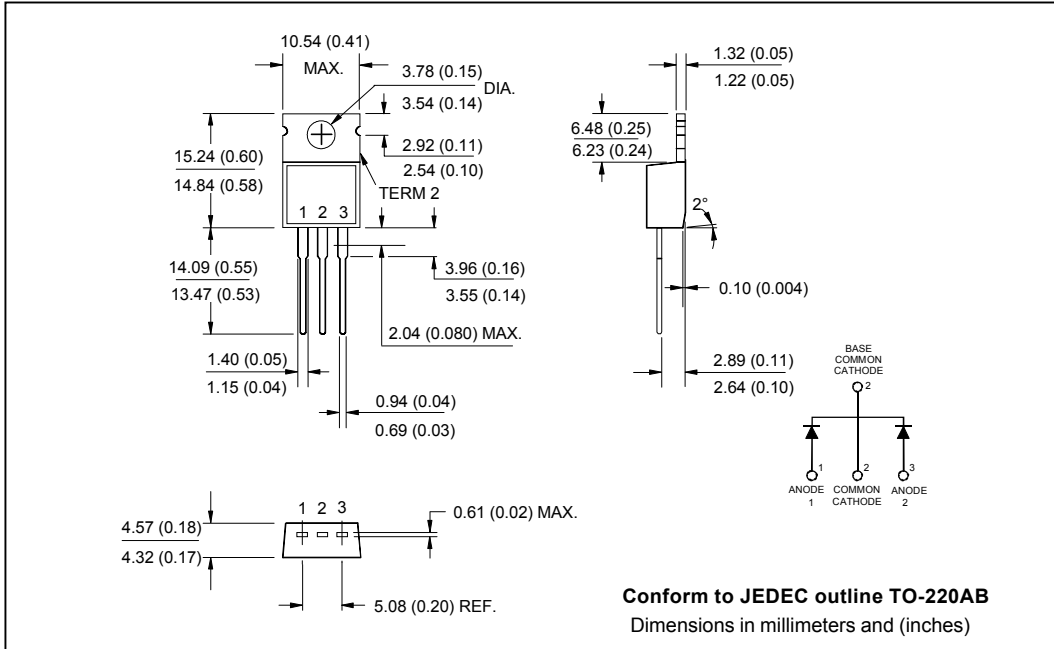 10.54 (0.41)
MAX.
3.78 (0.15)
3.54 (0.14)
DIA.
1.32 (0.05)
1.22 (0.05)
15.24 (0.60)
14.84 (0.58)
2.92 (0.11)
2.54 (0.10)
TERM 2
6.48 (0.25)
6.23 (0.24)
1 2 3
2°
14.09 (0.55)
13.47 (0.53)
3.96 (0.16)
3.55 (0.14)
0.10 (0.004)
2.04 (0.080) MAX.
1.40 (0.05)
1.15 (0.04)
2.89 (0.11)
2.64 (0.10)
0.94 (0.04)
0.69 (0.03)
BASE
COMMON
CATHODE
2
1 2 3
ANODE
1
COMMON
CATHODE
ANODE
2
1 2 3
4.57 (0.18)
4.32 (0.17)
0.61 (0.02) MAX.
5.08 (0.20) REF.
Conform to JEDEC outline TO-220AB
Dimensions in millimeters and (inches)